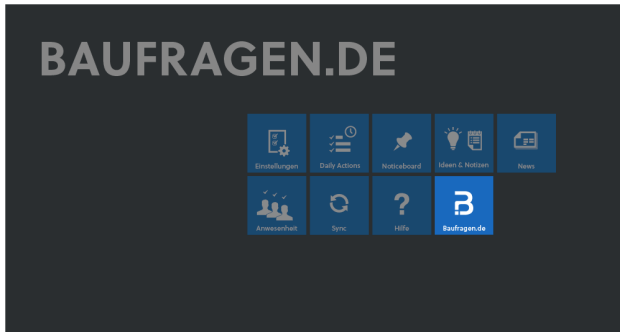 BAUFRAGEN.DE
Einstellungen
Daily Actions
Noticeboard
Ideen & Notizen
News
Anwesenheit
Sync
?
Hilfe
B
Baufragen.de